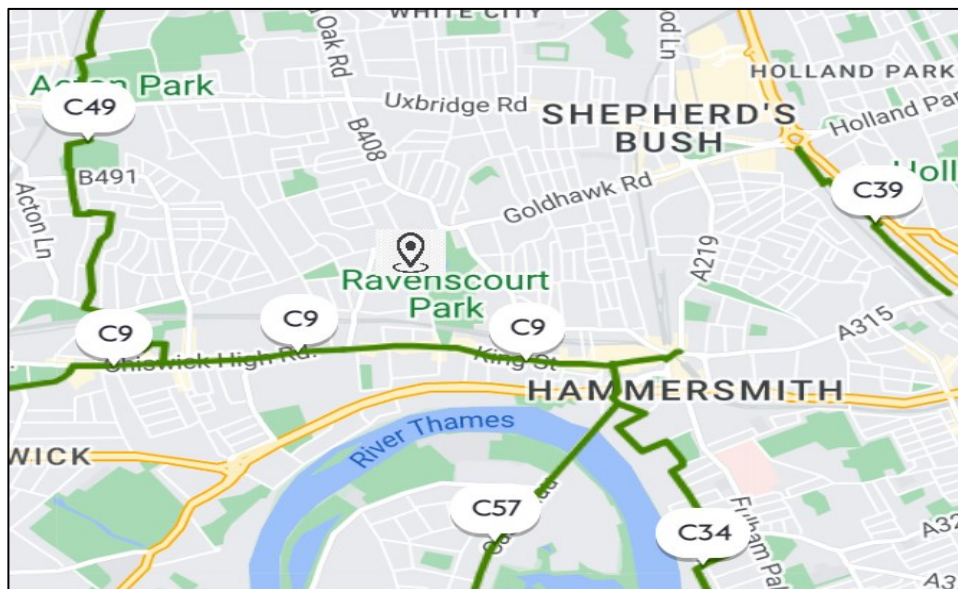 WHITE CITY
Oak Rd
Acton Park
C49
Uxbridge Rd
HOLLAND PARK
SHEPHERD'S
BUSH
B408
B491
Acton Ln
C39
Goldhawk Rd
A219
Ravenscourt
Park
C9
C9
C9
Chiswick High Rd.
King St
A315
HAMMERSMITH
River Thames
WICK
C57
C34
A32